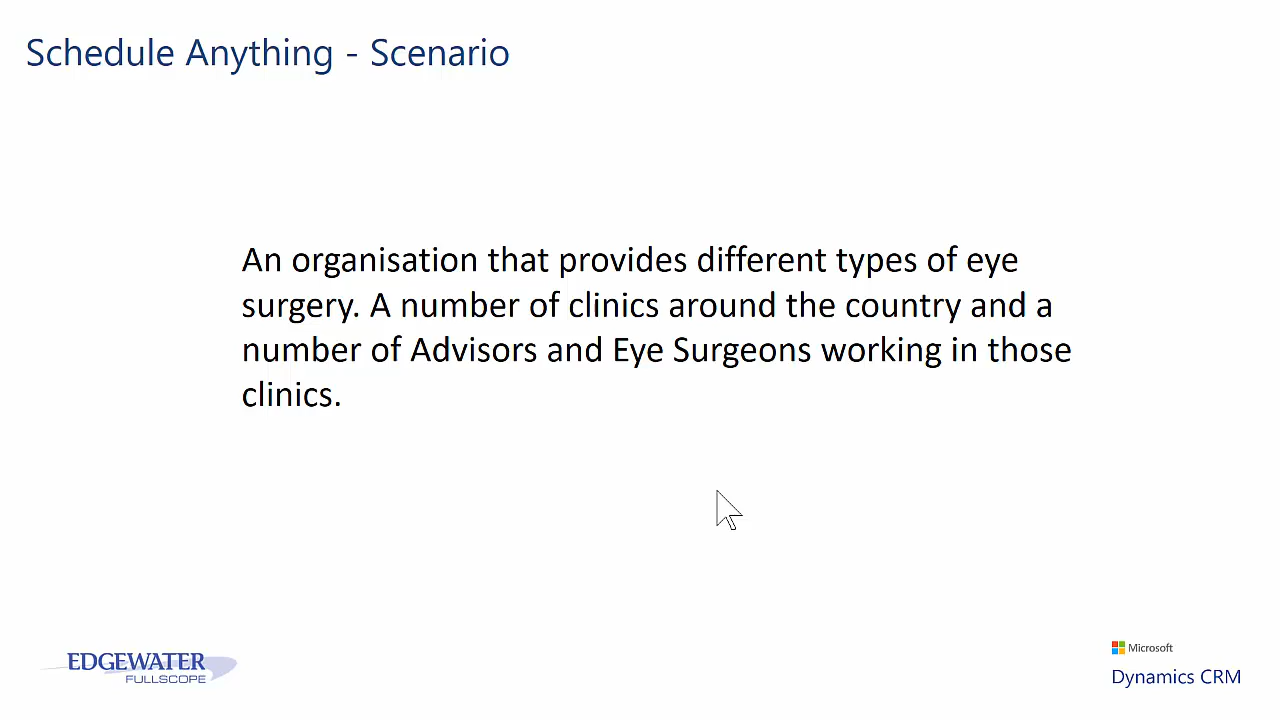 Schedule Anything - Scenario
An organisation that provides different types of eye
surgery. A number of clinics around the country and a
number of Advisors and Eye Surgeons working in those
clinics.
EDGEWATER
FULLSCOPE
Microsoft
Dynamics CRM